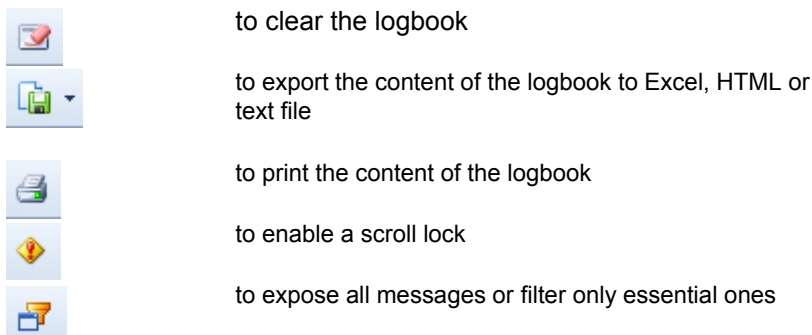 to clear the logbook
to export the content of the logbook to Excel, HTML or
text file
to print the content of the logbook
to enable a scroll lock
to expose all messages or filter only essential ones